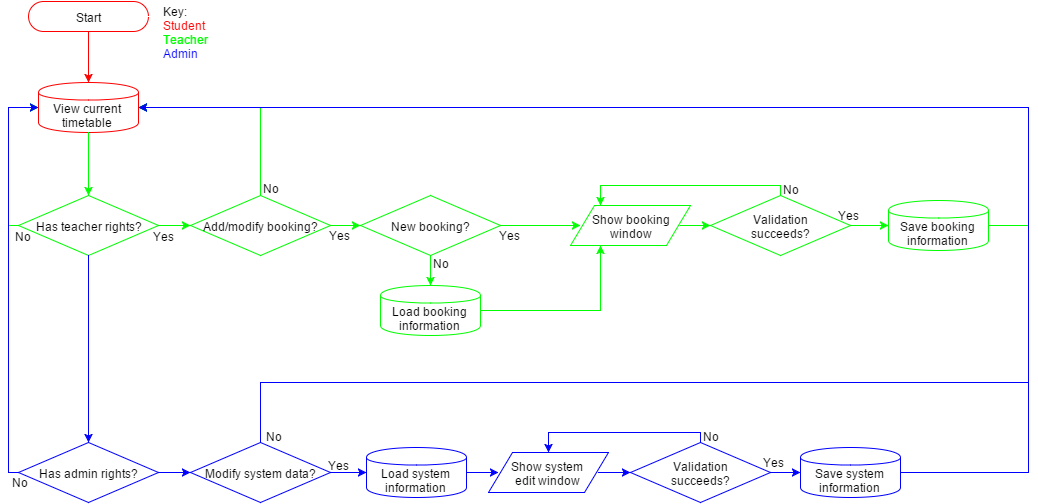 Start
Key:
Student
Teacher
Admin
View current
timetable
No
Has teacher rights?
No
Yes
Add/modify booking?
Yes
New booking?
Yes
No
Load booking
information
Show booking
window
No
Validation
succeeds?
Yes
Save booking
information
Has admin rights?
No
No
Modify system data?
Yes
Load system
information
Show system
edit window
No
Validation
succeeds?
Yes
Save system
information